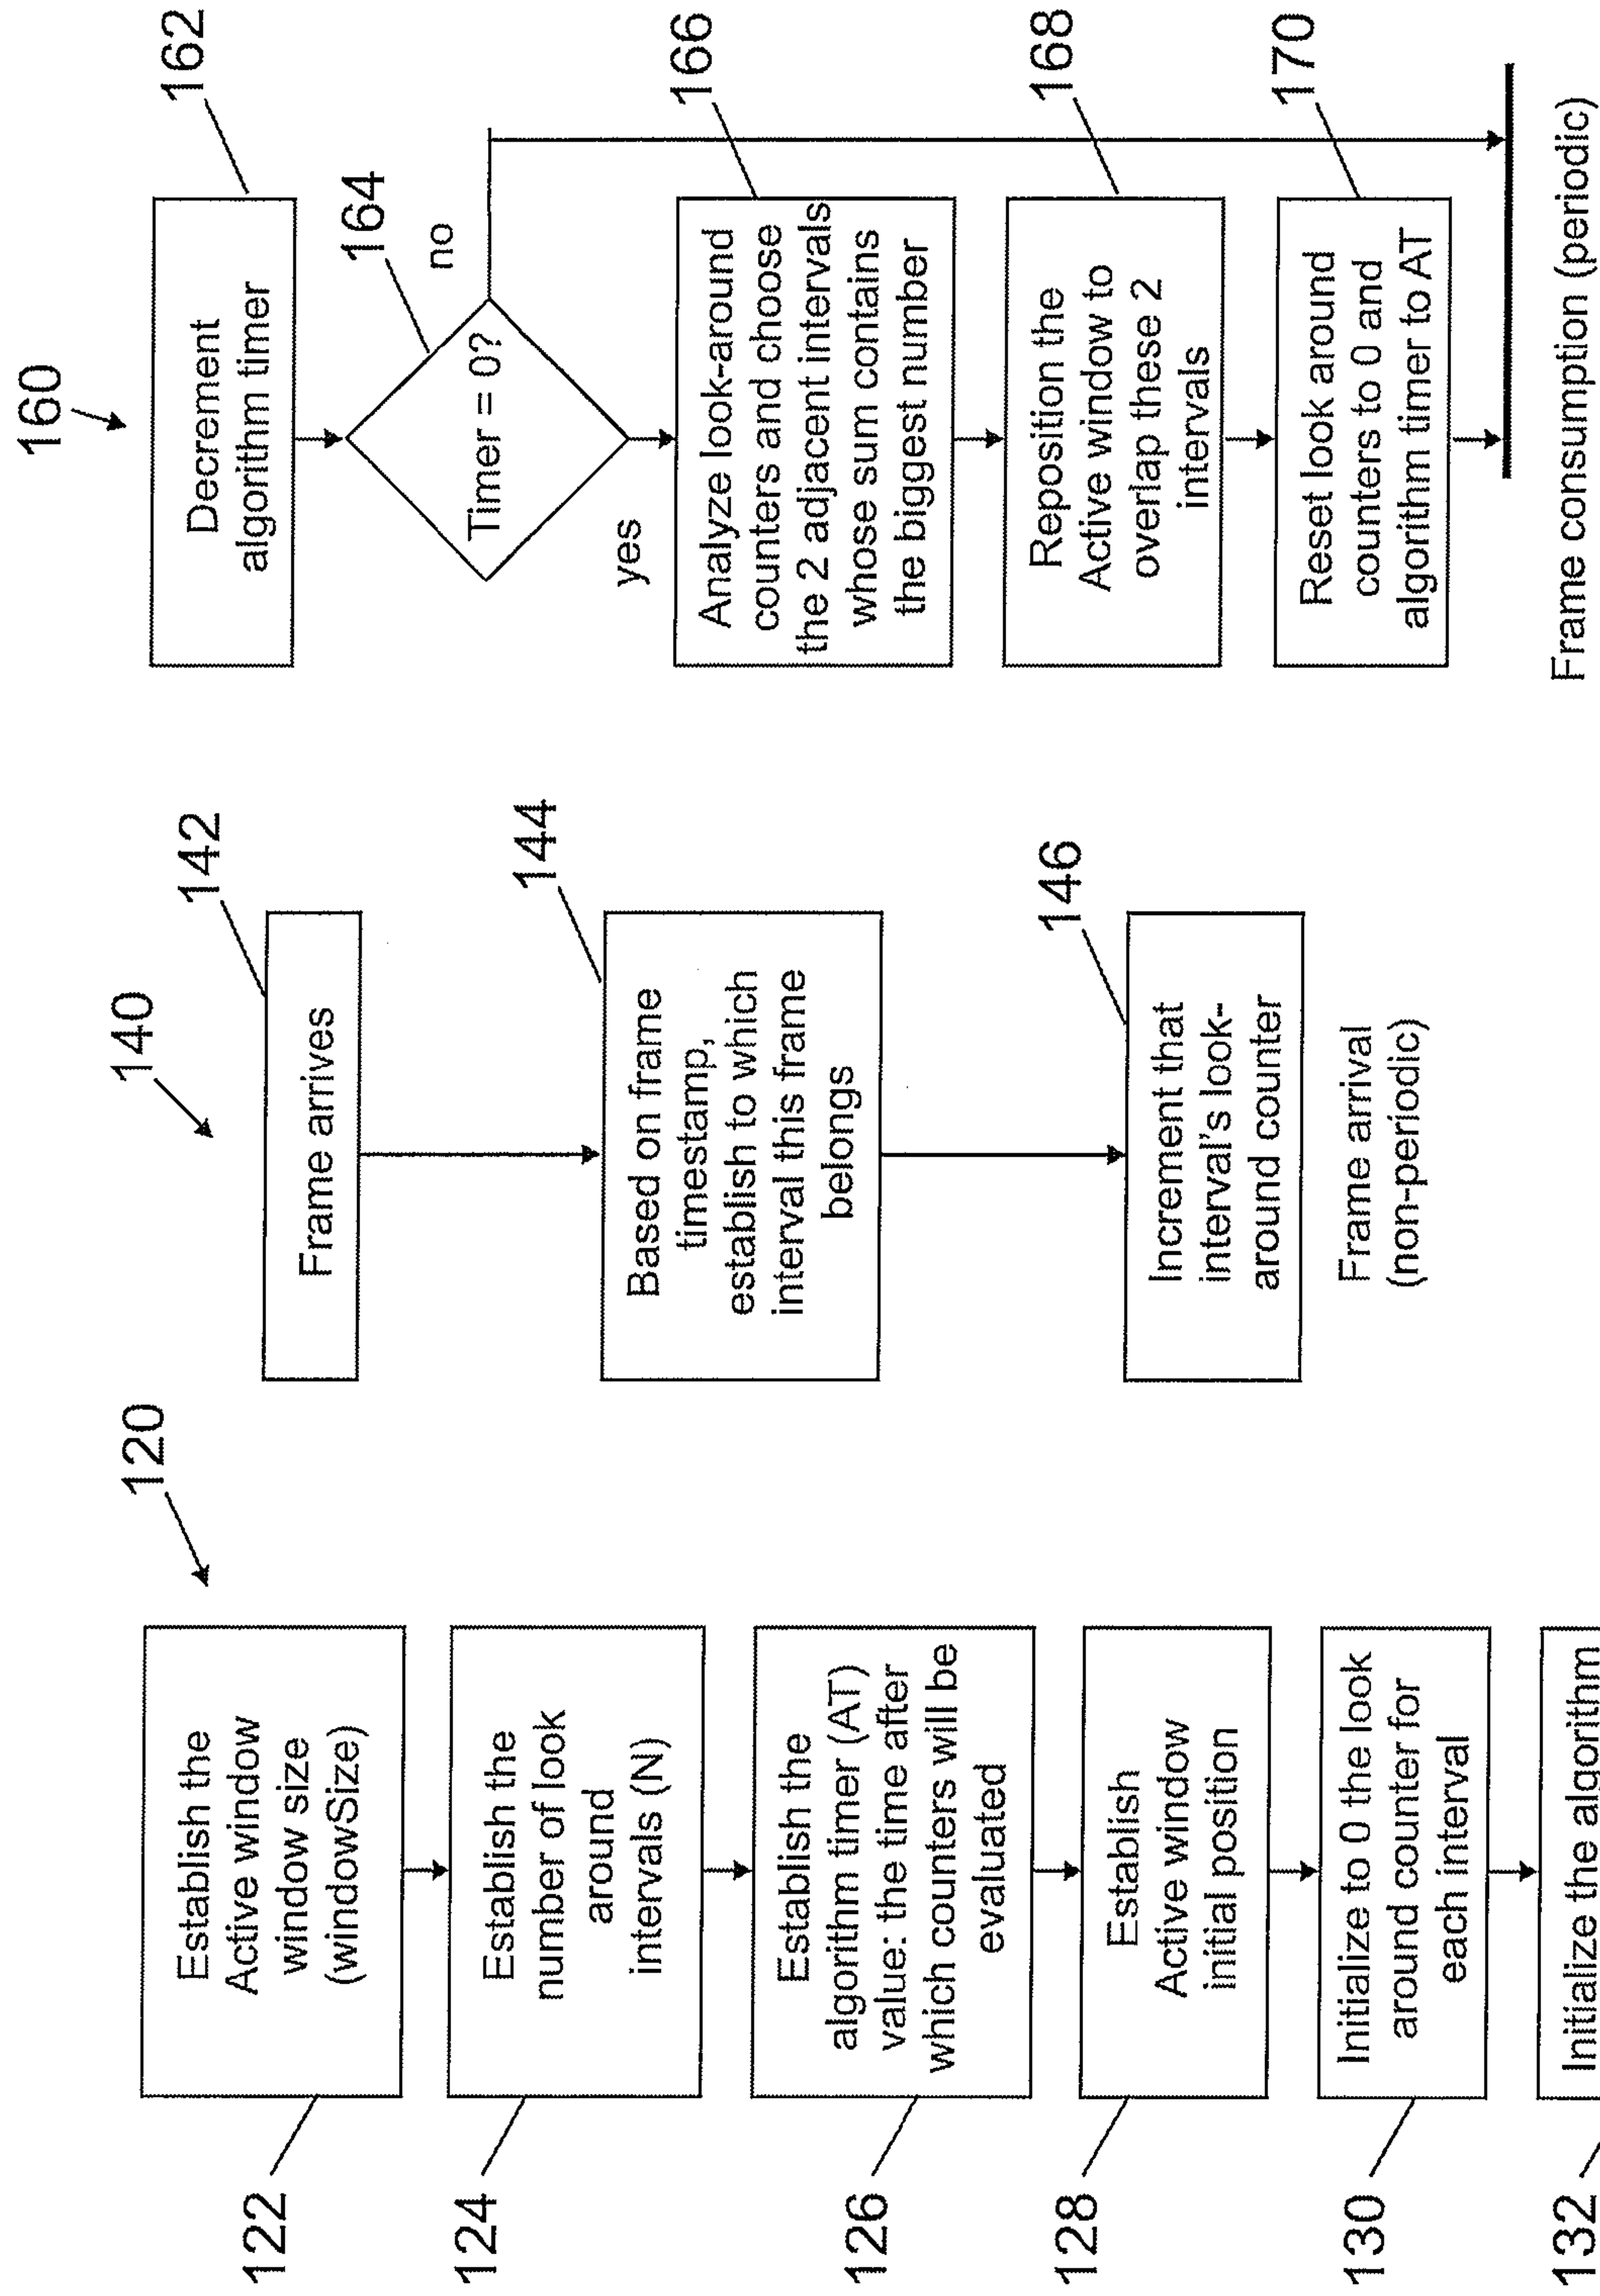 120
122
Establish the
Active window
window size
(windowSize)
124
Establish the
number of look
around
intervals (N)
126
Establish the
algorithm timer (AT)
value: the time after
which counters will be
evaluated
128
Establish
Active window
initial position
130
Initialize to 0 the look
around counter for
each interval
132
Initialize the algorithm
140
142
Frame arrives
144
Based on frame
timestamp,
establish to which
interval this frame
belongs
146
Increment that
interval's look-
around counter
Frame arrival
(non-periodic)
160
162
Decrement
algorithm timer
164
Timer = 0?
no
yes
166
Analyze look-around
counters and choose
the 2 adjacent intervals
whose sum contains
the biggest number
168
Reposition the
Active window to
overlap these 2
intervals
170
Reset look around
counters to 0 and
algorithm timer to AT
Frame consumption (periodic)